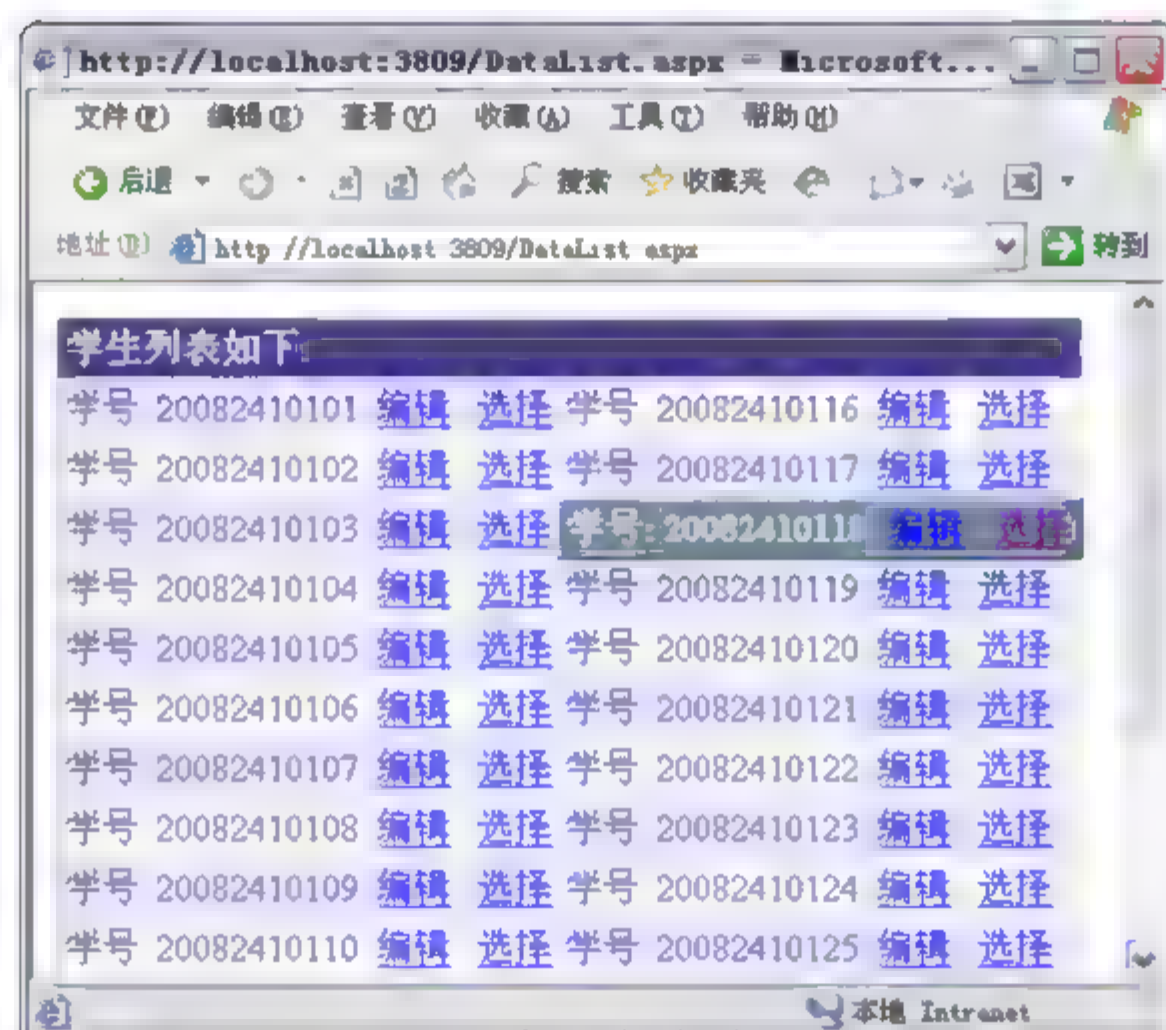 http://localhost:3809/DataList.aspx - Microsoft...
文件(F) 编辑(E) 查看(V) 收藏(A) 工具(T) 帮助(H)
后退 搜索 收藏夹
地址(D) http //localhost 3809/DataList aspx 转到
学生列表如下
学号 20082410101 编辑 选择 学号 20082410116 编辑 选择
学号 20082410102 编辑 选择 学号 20082410117 编辑 选择
学号 20082410103 编辑 选择 学号:20082410118 编辑 选择
学号 20082410104 编辑 选择 学号 20082410119 编辑 选择
学号 20082410105 编辑 选择 学号 20082410120 编辑 选择
学号 20082410106 编辑 选择 学号 20082410121 编辑 选择
学号 20082410107 编辑 选择 学号 20082410122 编辑 选择
学号 20082410108 编辑 选择 学号 20082410123 编辑 选择
学号 20082410109 编辑 选择 学号 20082410124 编辑 选择
学号 20082410110 编辑 选择 学号 20082410125 编辑 选择
本地 Intranet